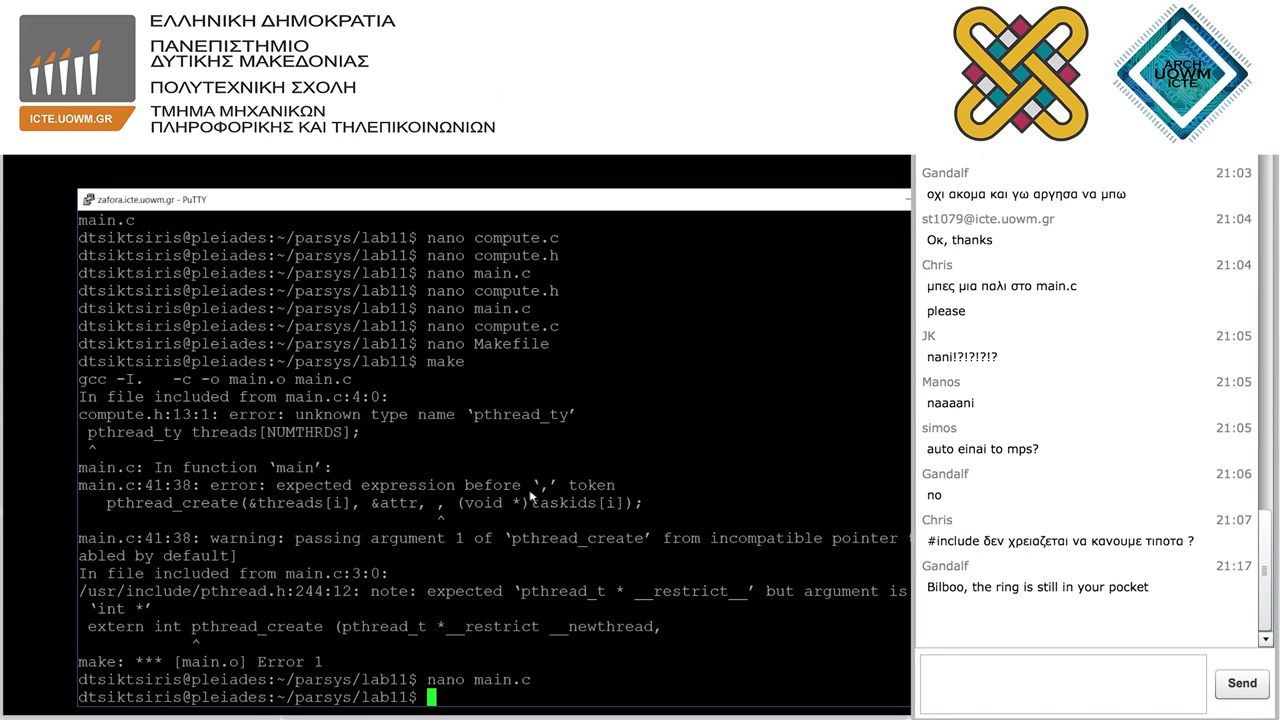 ICTE.UOWM.GR
ΕΛΛΗΝΙΚΗ ΔΗΜΟΚΡΑΤΙΑ
ΠΑΝΕΠΙΣΤΗΜΙΟ
ΔΥΤΙΚΗΣ ΜΑΚΕΔΟΝΙΑΣ
ΠΟΛΥΤΕΧΝΙΚΗ ΣΧΟΛΗ
ΤΜΗΜΑ ΜΗΧΑΝΙΚΩΝ
ΠΛΗΡΟΦΟΡΙΚΗΣ ΚΑΙ ΤΗΛΕΠΙΚΟΙΝΩΝΙΩΝ
ARCH
UOWM
ICTE
zafora.icte.uowm.gr - PuTTY
main.c
dtsiktsiris@pleiades:~/parsys/lab11$ nano compute.c
dtsiktsiris@pleiades:~/parsys/lab11$ nano compute.h
dtsiktsiris@pleiades:~/parsys/lab11$ nano main.c
dtsiktsiris@pleiades:~/parsys/lab11$ nano compute.h
dtsiktsiris@pleiades:~/parsys/lab11$ nano main.c
dtsiktsiris@pleiades:~/parsys/lab11$ nano compute.c
dtsiktsiris@pleiades:~/parsys/lab11$ nano Makefile
dtsiktsiris@pleiades:~/parsys/lab11$ make
gcc -I.   -c -o main.o main.c
In file included from main.c:4:0:
compute.h:13:1: error: unknown type name ‘pthread_ty’
 pthread_ty threads[NUMTHRDS];
 ^
main.c: In function ‘main’:
main.c:41:38: error: expected expression before ‘,’ token
   pthread_create(&threads[i], &attr, , (void *)taskids[i]);
                                      ^
main.c:41:38: warning: passing argument 1 of ‘pthread_create’ from incompatible pointer t
abled by default]
In file included from main.c:3:0:
/usr/include/pthread.h:244:12: note: expected ‘pthread_t * __restrict__’ but argument is
 ‘int *’
 extern int pthread_create (pthread_t *__restrict __newthread,
            ^
make: *** [main.o] Error 1
dtsiktsiris@pleiades:~/parsys/lab11$ nano main.c
dtsiktsiris@pleiades:~/parsys/lab11$
Gandalf 21:03
οχι ακομα και γω αργησα να μπω
st1079@icte.uowm.gr 21:04
Οκ, thanks
Chris 21:04
μπες μια παλι στο main.c
please
JK 21:05
nani!?!?!?!?
Manos 21:05
naaaani
simos 21:05
auto einai to mps?
Gandalf 21:06
no
Chris 21:07
#include δεν χρειαζεται να κανουμε τιποτα ?
Gandalf 21:17
Bilboo, the ring is still in your pocket
Send